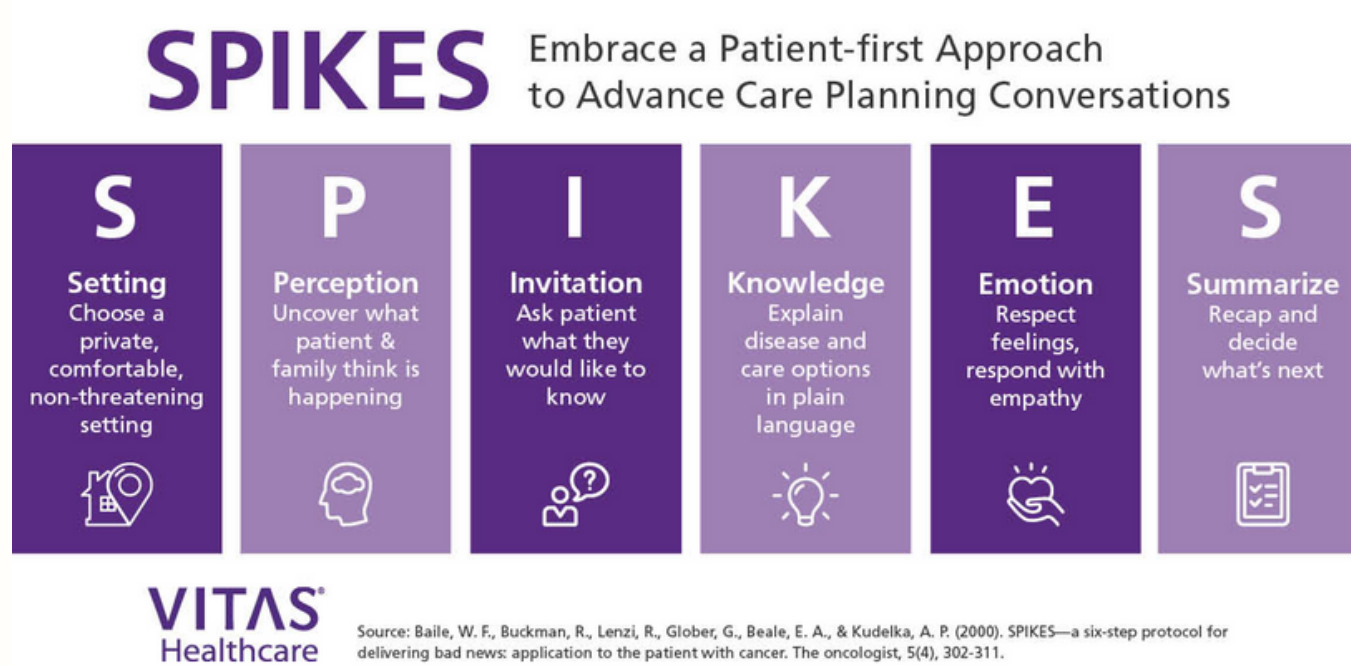 SPIKES
Embrace a Patient-first Approach
to Advance Care Planning Conversations
S
Setting
Choose a
private,
comfortable,
non-threatening
setting
P
Perception
Uncover what
patient &
family think is
happening
I
Invitation
Ask patient
what they
would like to
know
?
K
Knowledge
Explain
disease and
care options
in plain
language
E
Emotion
Respect
feelings,
respond with
empathy
S
Summarize
Recap and
decide
what's next
VITAS®
Healthcare
Source: Baile, W. F., Buckman, R., Lenzi, R., Glober, G., Beale, E. A., & Kudelka, A. P. (2000). SPIKES—a six-step protocol for
delivering bad news: application to the patient with cancer. The oncologist, 5(4), 302-311.